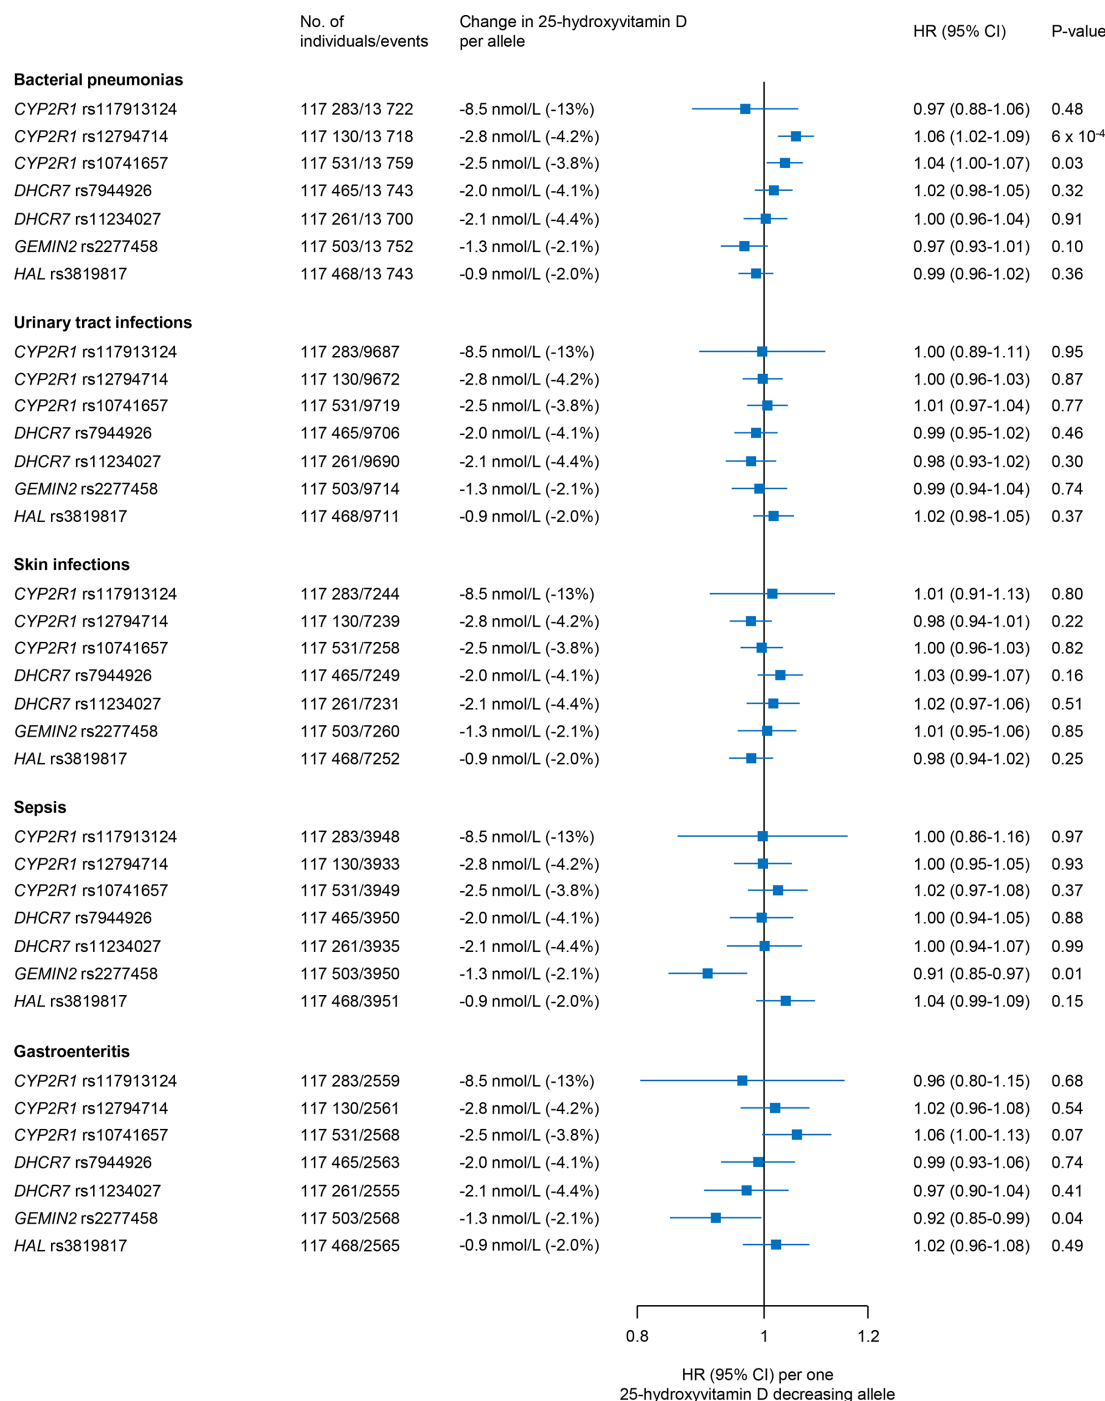 No. of individuals/events Change in 25-hydroxyvitamin D per allele HR (95% CI) P-value
Bacterial pneumonias
CYP2R1 rs117913124 117 283/13 722 -8.5 nmol/L (-13%) 0.97 (0.88-1.06) 0.48
CYP2R1 rs12794714 117 130/13 718 -2.8 nmol/L (-4.2%) 1.06 (1.02-1.09) 6 x 10-4
CYP2R1 rs10741657 117 531/13 759 -2.5 nmol/L (-3.8%) 1.04 (1.00-1.07) 0.03
DHCR7 rs7944926 117 465/13 743 -2.0 nmol/L (-4.1%) 1.02 (0.98-1.05) 0.32
DHCR7 rs11234027 117 261/13 700 -2.1 nmol/L (-4.4%) 1.00 (0.96-1.04) 0.91
GEMIN2 rs2277458 117 503/13 752 -1.3 nmol/L (-2.1%) 0.97 (0.93-1.01) 0.10
HAL rs3819817 117 468/13 743 -0.9 nmol/L (-2.0%) 0.99 (0.96-1.02) 0.36
Urinary tract infections
CYP2R1 rs117913124 117 283/9687 -8.5 nmol/L (-13%) 1.00 (0.89-1.11) 0.95
CYP2R1 rs12794714 117 130/9672 -2.8 nmol/L (-4.2%) 1.00 (0.96-1.03) 0.87
CYP2R1 rs10741657 117 531/9719 -2.5 nmol/L (-3.8%) 1.01 (0.97-1.04) 0.77
DHCR7 rs7944926 117 465/9706 -2.0 nmol/L (-4.1%) 0.99 (0.95-1.02) 0.46
DHCR7 rs11234027 117 261/9690 -2.1 nmol/L (-4.4%) 0.98 (0.93-1.02) 0.30
GEMIN2 rs2277458 117 503/9714 -1.3 nmol/L (-2.1%) 0.99 (0.94-1.04) 0.74
HAL rs3819817 117 468/9711 -0.9 nmol/L (-2.0%) 1.02 (0.98-1.05) 0.37
Skin infections
CYP2R1 rs117913124 117 283/7244 -8.5 nmol/L (-13%) 1.01 (0.91-1.13) 0.80
CYP2R1 rs12794714 117 130/7239 -2.8 nmol/L (-4.2%) 0.98 (0.94-1.01) 0.22
CYP2R1 rs10741657 117 531/7258 -2.5 nmol/L (-3.8%) 1.00 (0.96-1.03) 0.82
DHCR7 rs7944926 117 465/7249 -2.0 nmol/L (-4.1%) 1.03 (0.99-1.07) 0.16
DHCR7 rs11234027 117 261/7231 -2.1 nmol/L (-4.4%) 1.02 (0.97-1.06) 0.51
GEMIN2 rs2277458 117 503/7260 -1.3 nmol/L (-2.1%) 1.01 (0.95-1.06) 0.85
HAL rs3819817 117 468/7252 -0.9 nmol/L (-2.0%) 0.98 (0.94-1.02) 0.25
Sepsis
CYP2R1 rs117913124 117 283/3948 -8.5 nmol/L (-13%) 1.00 (0.86-1.16) 0.97
CYP2R1 rs12794714 117 130/3933 -2.8 nmol/L (-4.2%) 1.00 (0.95-1.05) 0.93
CYP2R1 rs10741657 117 531/3949 -2.5 nmol/L (-3.8%) 1.02 (0.97-1.08) 0.37
DHCR7 rs7944926 117 465/3950 -2.0 nmol/L (-4.1%) 1.00 (0.94-1.05) 0.88
DHCR7 rs11234027 117 261/3935 -2.1 nmol/L (-4.4%) 1.00 (0.94-1.07) 0.99
GEMIN2 rs2277458 117 503/3950 -1.3 nmol/L (-2.1%) 0.91 (0.85-0.97) 0.01
HAL rs3819817 117 468/3951 -0.9 nmol/L (-2.0%) 1.04 (0.99-1.09) 0.15
Gastroenteritis
CYP2R1 rs117913124 117 283/2559 -8.5 nmol/L (-13%) 0.96 (0.80-1.15) 0.68
CYP2R1 rs12794714 117 130/2561 -2.8 nmol/L (-4.2%) 1.02 (0.96-1.08) 0.54
CYP2R1 rs10741657 117 531/2568 -2.5 nmol/L (-3.8%) 1.06 (1.00-1.13) 0.07
DHCR7 rs7944926 117 465/2563 -2.0 nmol/L (-4.1%) 0.99 (0.93-1.06) 0.74
DHCR7 rs11234027 117 261/2555 -2.1 nmol/L (-4.4%) 0.97 (0.90-1.04) 0.41
GEMIN2 rs2277458 117 503/2568 -1.3 nmol/L (-2.1%) 0.92 (0.85-0.99) 0.04
HAL rs3819817 117 468/2565 -0.9 nmol/L (-2.0%) 1.02 (0.96-1.08) 0.49
0.8 1 1.2
HR (95% CI) per one
25-hydroxyvitamin D decreasing allele